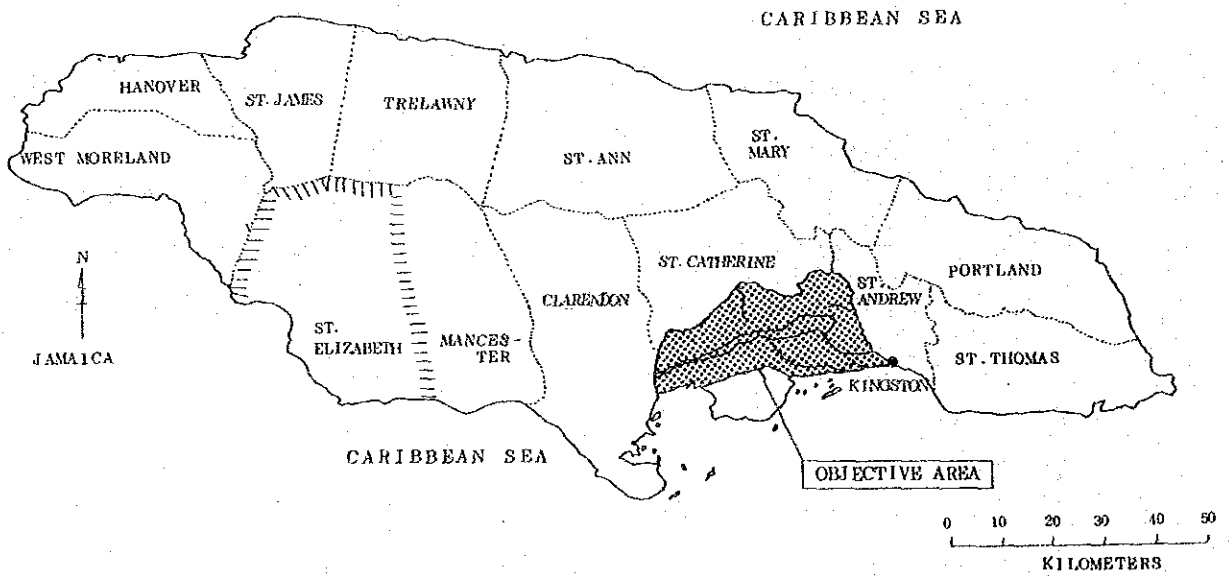 CARIBBEAN SEA
HANOVER
ST. JAMES
TRELAWNY
ST.
MARY
WEST MORELAND
ST. ANN
N
ST. CATHERINE
PORTLAND
ST.
ANDREW
CLARENDON
ST.
ELIZABETH
MANCES-
TER
JAMAICA
ST. THOMAS
KINGSTON
CARIBBEAN SEA
OBJECTIVE AREA
0 10 20 30 40 50
KILOMETERS